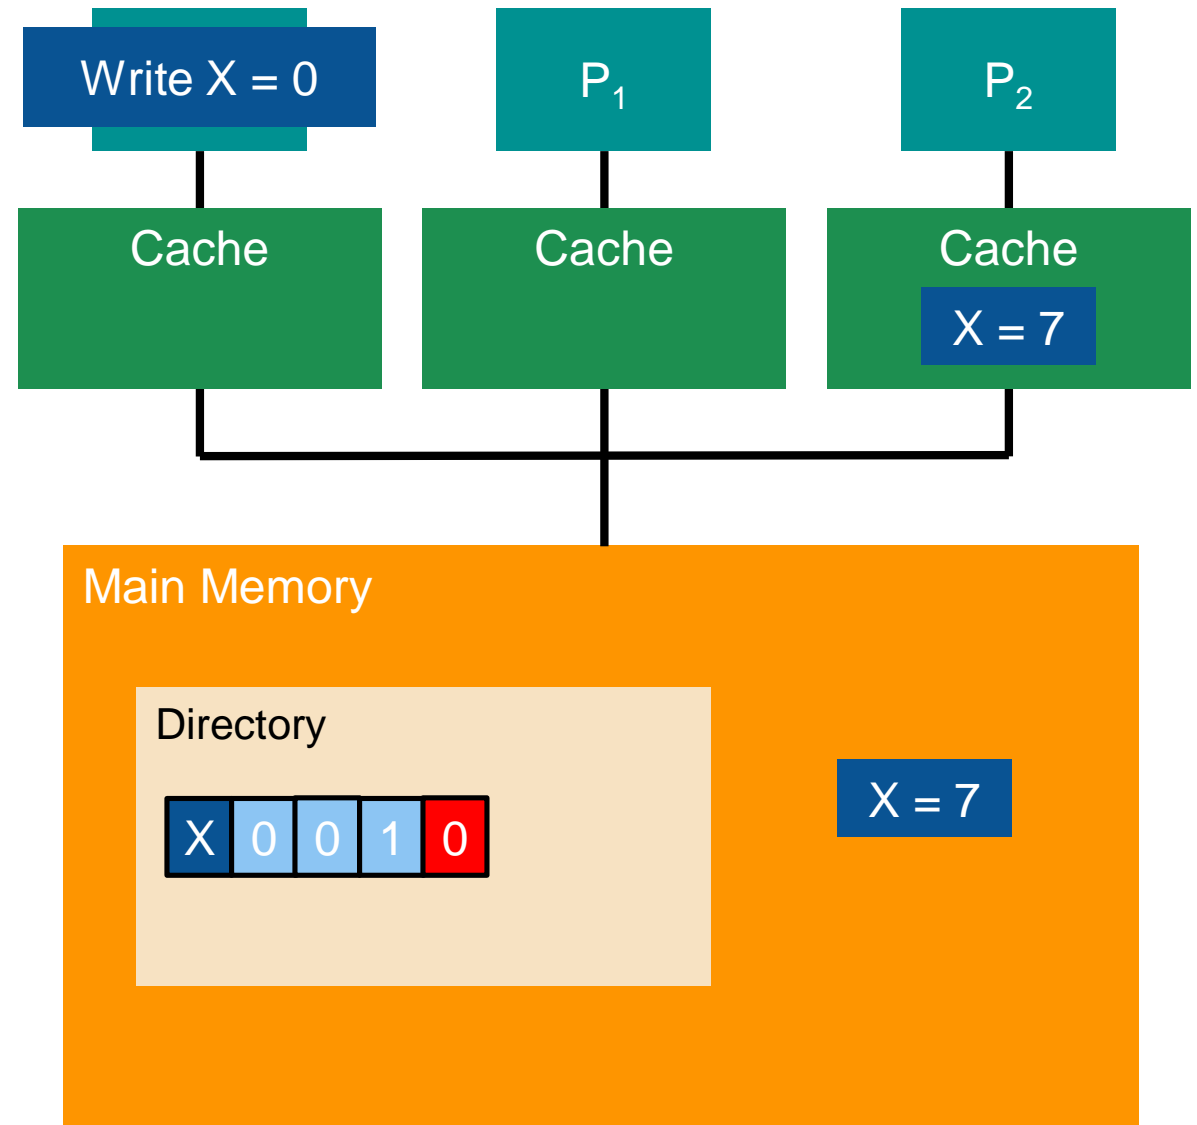 Write X = 0
P₁
P₂
Cache
Cache
Cache
X = 7
Main Memory
Directory
X 0 0 1 0
X = 7